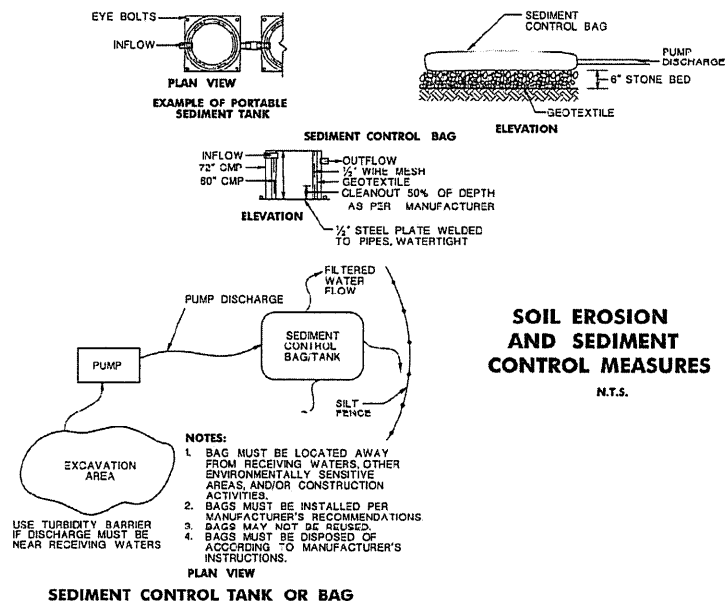 EYE BOLTS
INFLOW
PLAN VIEW
EXAMPLE OF PORTABLE
SEDIMENT TANK
SEDIMENT
CONTROL BAG
PUMP
DISCHARGE
6" STONE BED
GEOTEXTILE
ELEVATION
SEDIMENT CONTROL BAG
INFLOW
72" CMP
60" CMP
ELEVATION
OUTFLOW
½" WIRE MESH
GEOTEXTILE
CLEANOUT 50% OF DEPTH
AS PER MANUFACTURER
½" STEEL PLATE WELDED
TO PIPES, WATERTIGHT
FILTERED
WATER
FLOW
PUMP DISCHARGE
SEDIMENT
CONTROL
BAG/TANK
PUMP
SILT
FENCE
EXCAVATION
AREA
USE TURBIDITY BARRIER
IF DISCHARGE MUST BE
NEAR RECEIVING WATERS
NOTES:
1. BAG MUST BE LOCATED AWAY
FROM RECEIVING WATERS, OTHER
ENVIRONMENTALLY SENSITIVE
AREAS, AND/OR CONSTRUCTION
ACTIVITIES.
2. BAGS MUST BE INSTALLED PER
MANUFACTURER'S RECOMMENDATIONS
3. BAGS MAY NOT BE REUSED.
4. BAGS MUST BE DISPOSED OF
ACCORDING TO MANUFACTURER'S
INSTRUCTIONS.
PLAN VIEW
SEDIMENT CONTROL TANK OR BAG
SOIL EROSION
AND SEDIMENT
CONTROL MEASURES
N.T.S.